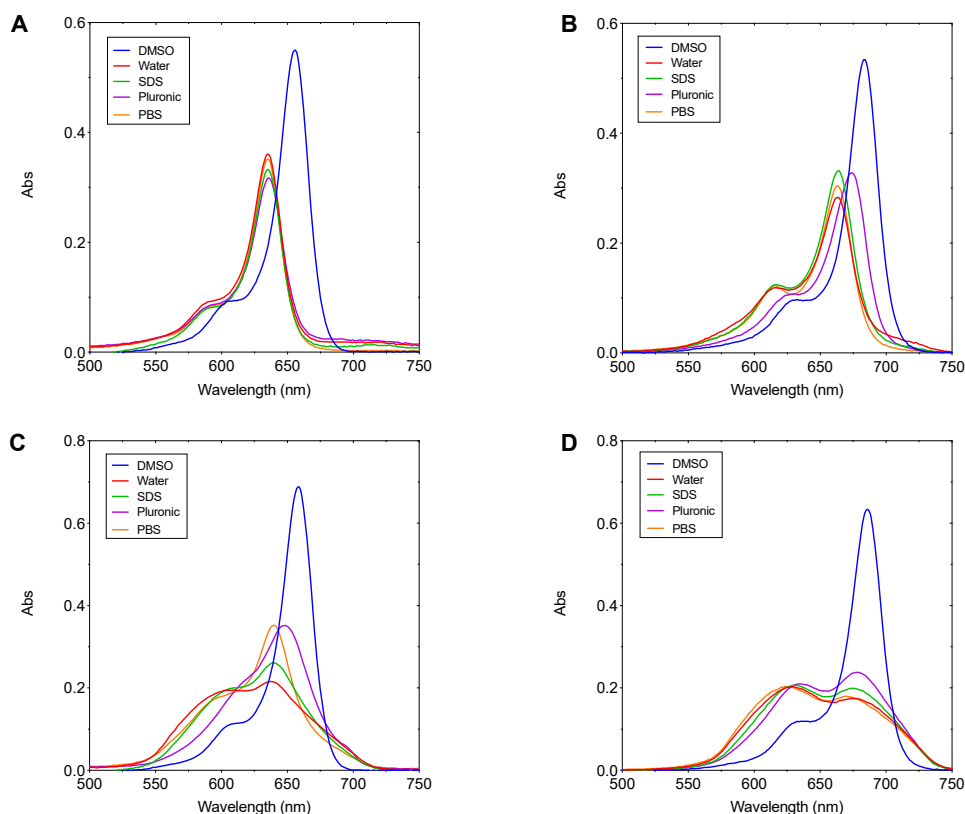 A
0.6
0.4
0.2
0.0
Abs
DMSO
Water
SDS
Pluronic
PBS
500
550
600
650
700
750
Wavelength (nm)
B
0.6
0.4
0.2
0.0
Abs
DMSO
Water
SDS
Pluronic
PBS
500
550
600
650
700
750
Wavelength (nm)
C
0.8
0.6
0.4
0.2
0.0
Abs
DMSO
Water
SDS
Pluronic
PBS
500
550
600
650
700
750
Wavelength (nm)
D
0.8
0.6
0.4
0.2
0.0
Abs
DMSO
Water
SDS
Pluronic
PBS
500
550
600
650
700
750
Wavelength (nm)